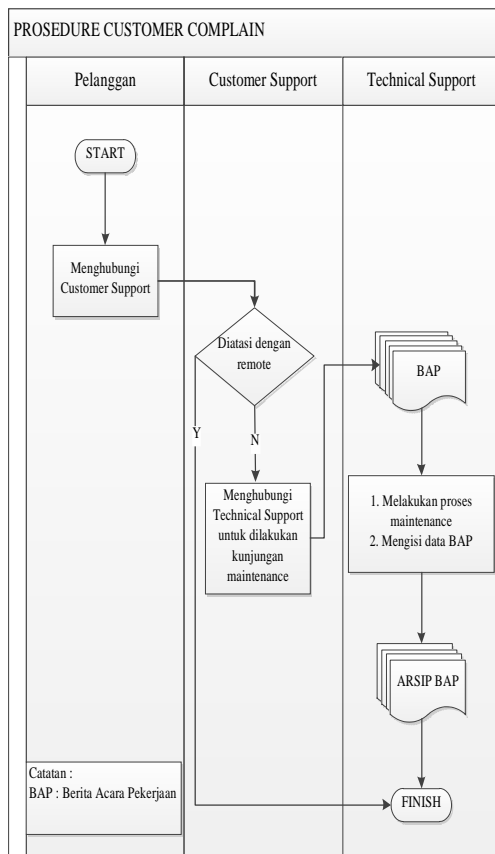 PROSEDURE CUSTOMER COMPLAIN
Pelanggan
Customer Support
Technical Support
START
Menghubungi
Customer Support
Diatasi dengan
remote
Y
N
Menghubungi
Technical Support
untuk dilakukan
kunjungan
maintenance
BAP
1. Melakukan proses
maintenance
2. Mengisi data BAP
ARSIP BAP
FINISH
Catatan :
BAP : Berita Acara Pekerjaan